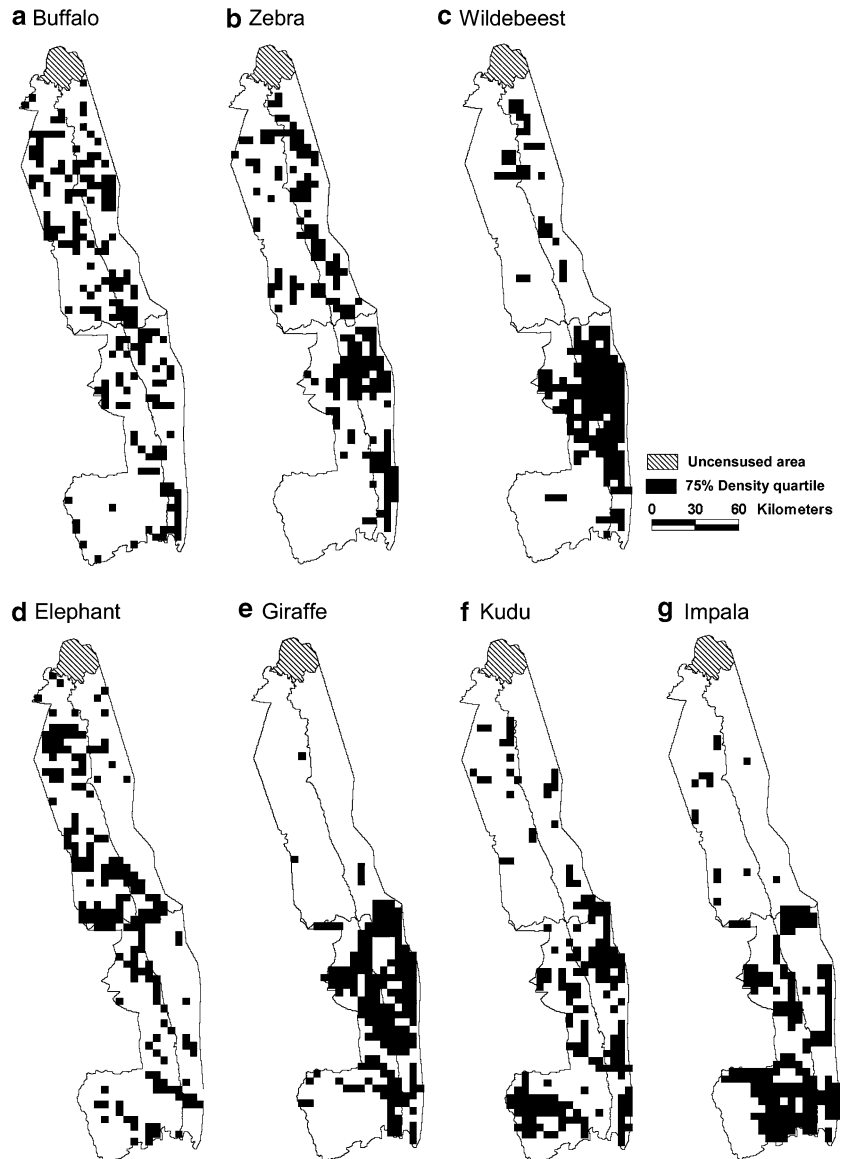 a Buffalo
b Zebra
c Wildebeest
Uncensused area
75% Density quartile
0 30 60 Kilometers
d Elephant
e Giraffe
f Kudu
g Impala